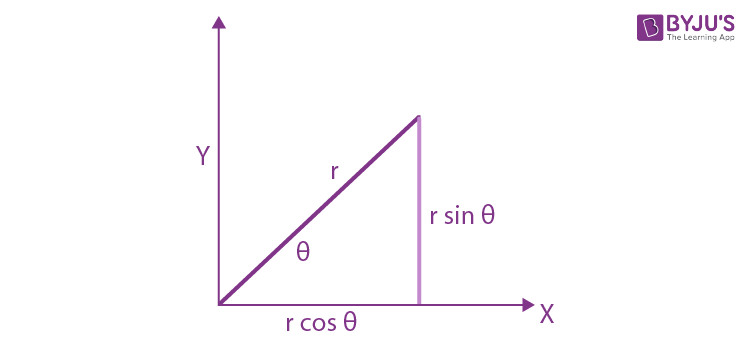 BYJU'S
The Learning App
Y
r
r sin θ
θ
X
r cos θ